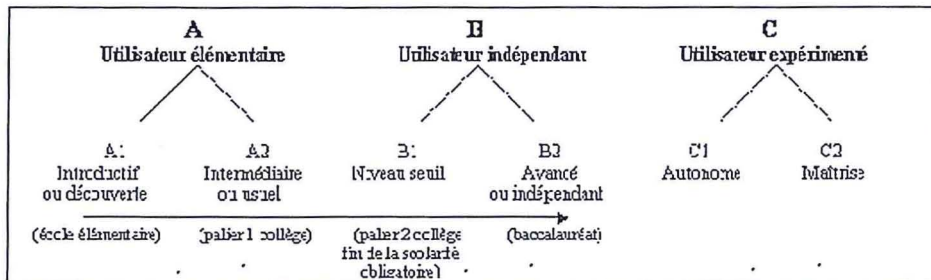 A
Utilisateur élémentaire
B
Utilisateur indépendant
C
Utilisateur expérimenté
A1
Introductif
ou découverte
A2
Intermédiaire
ou usuel
B1
Niveau seuil
B2
Avancé
ou indépendant
C1
Autonome
C2
Maîtrise
(école élémentaire)
(palier 1 collège)
(palier 2 collège
fin de la scolarité
obligatoire)
(baccalauréat)